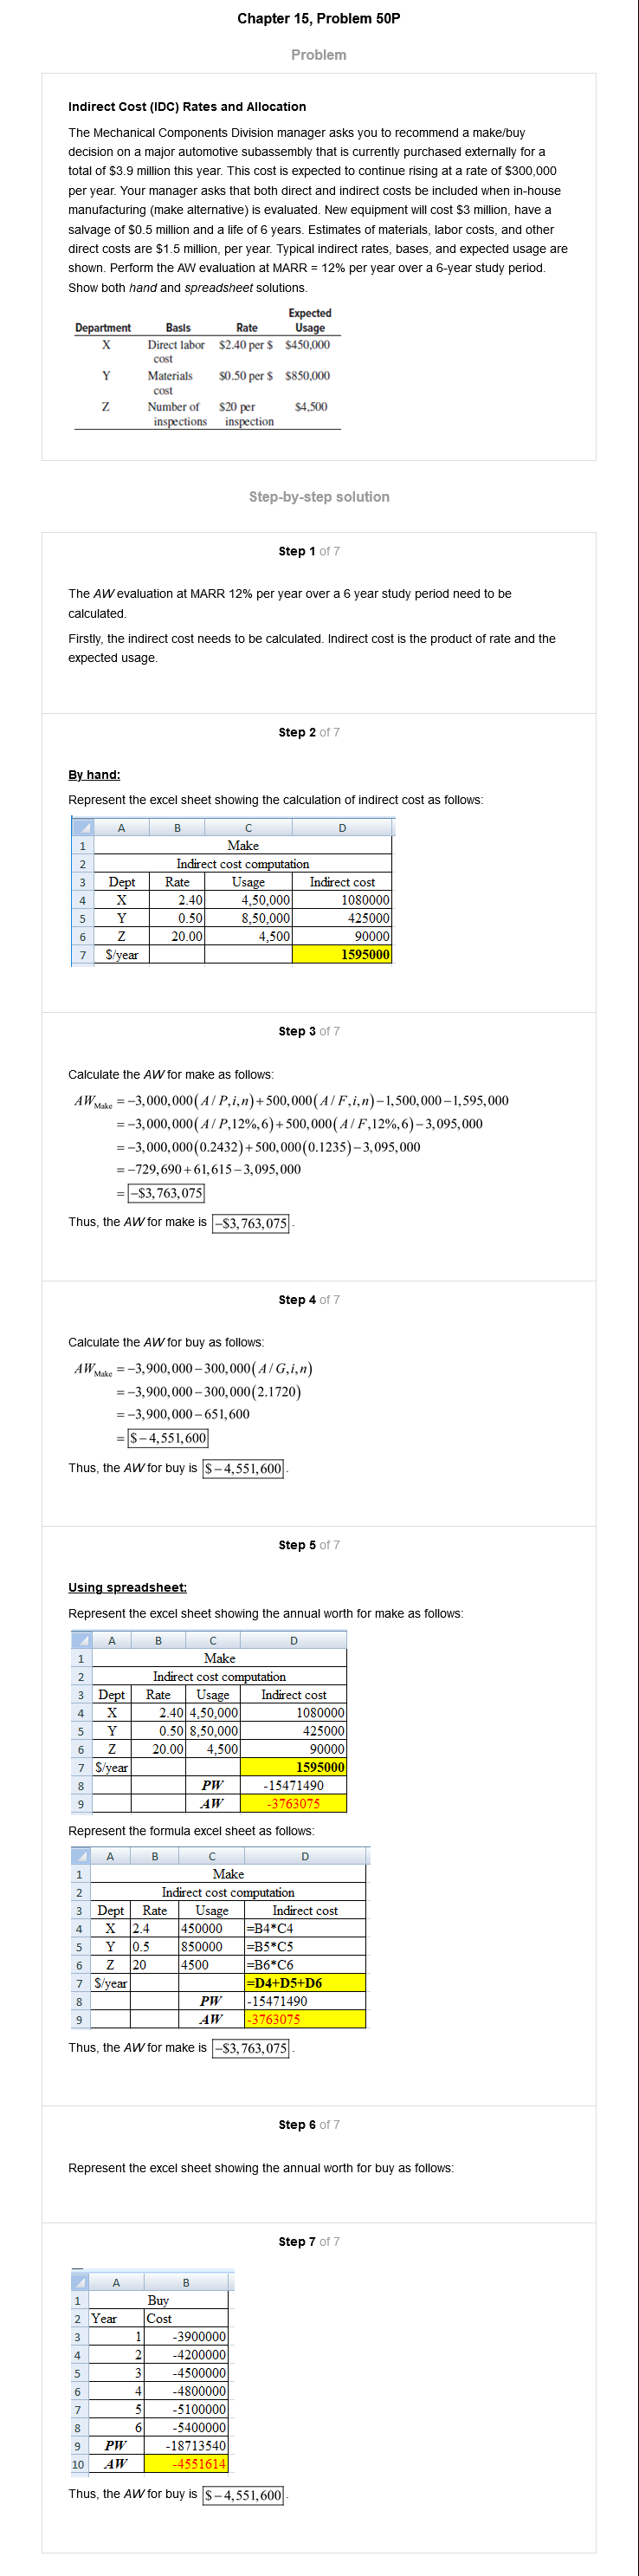 Chapter 15, Problem 50P
Problem
Indirect Cost (IDC) Rates and Allocation
The Mechanical Components Division manager asks you to recommend a make/buy
decision on a major automotive subassembly that is currently purchased externally for a
total of $3.9 million this year. This cost is expected to continue rising at a rate of $300,000
per year. Your manager asks that both direct and indirect costs be included when in-house
manufacturing (make alternative) is evaluated. New equipment will cost $3 million, have a
salvage of $0.5 million and a life of 6 years. Estimates of materials, labor costs, and other
direct costs are $1.5 million, per year. Typical indirect rates, bases, and expected usage are
shown. Perform the AW evaluation at MARR = 12% per year over a 6-year study period.
Show both hand and spreadsheet solutions.
Expected
Department Basis Rate Usage
X Direct labor $2.40 per $ $450,000
cost
Y Materials $0.50 per $ $850,000
cost
Z Number of $20 per $4,500
inspections inspection
Step-by-step solution
Step 1 of 7
The AW evaluation at MARR 12% per year over a 6 year study period need to be
calculated.
Firstly, the indirect cost needs to be calculated. Indirect cost is the product of rate and the
expected usage.
Step 2 of 7
By hand:
Represent the excel sheet showing the calculation of indirect cost as follows:
A B C D
1 Make
2 Indirect cost computation
3 Dept Rate Usage Indirect cost
4 X 2.40 4,50,000 1080000
5 Y 0.50 8,50,000 425000
6 Z 20.00 4,500 90000
7 $/year 1595000
Step 3 of 7
Calculate the AW for make as follows:
AW Make = −3,000,000(A/P,i,n)+500,000(A/F,i,n)−1,500,000−1,595,000
= −3,000,000(A/P,12%,6)+500,000(A/F,12%,6)−3,095,000
= −3,000,000(0.2432)+500,000(0.1235)−3,095,000
= −729,690+61,615−3,095,000
= −$3,763,075
Thus, the AW for make is −$3,763,075.
Step 4 of 7
Calculate the AW for buy as follows:
AW Make = −3,900,000−300,000(A/G,i,n)
= −3,900,000−300,000(2.1720)
= −3,900,000−651,600
= $−4,551,600
Thus, the AW for buy is $−4,551,600.
Step 5 of 7
Using spreadsheet:
Represent the excel sheet showing the annual worth for make as follows:
A B C D
1 Make
2 Indirect cost computation
3 Dept Rate Usage Indirect cost
4 X 2.40 4,50,000 1080000
5 Y 0.50 8,50,000 425000
6 Z 20.00 4,500 90000
7 $/year 1595000
8 PW -15471490
9 AW -3763075
Represent the formula excel sheet as follows:
A B C D
1 Make
2 Indirect cost computation
3 Dept Rate Usage Indirect cost
4 X 2.4 450000 =B4*C4
5 Y 0.5 850000 =B5*C5
6 Z 20 4500 =B6*C6
7 $/year =D4+D5+D6
8 PW -15471490
9 AW -3763075
Thus, the AW for make is −$3,763,075.
Step 6 of 7
Represent the excel sheet showing the annual worth for buy as follows:
Step 7 of 7
A B
1 Buy
2 Year Cost
3 1 -3900000
4 2 -4200000
5 3 -4500000
6 4 -4800000
7 5 -5100000
8 6 -5400000
9 PW -18713540
10 AW -4551614
Thus, the AW for buy is $−4,551,600.